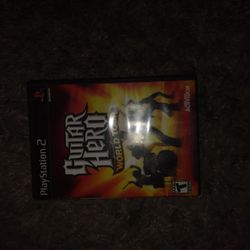 PlayStation 2
GUITAR
HERO
WORLD TOUR
ACTIVISION
T